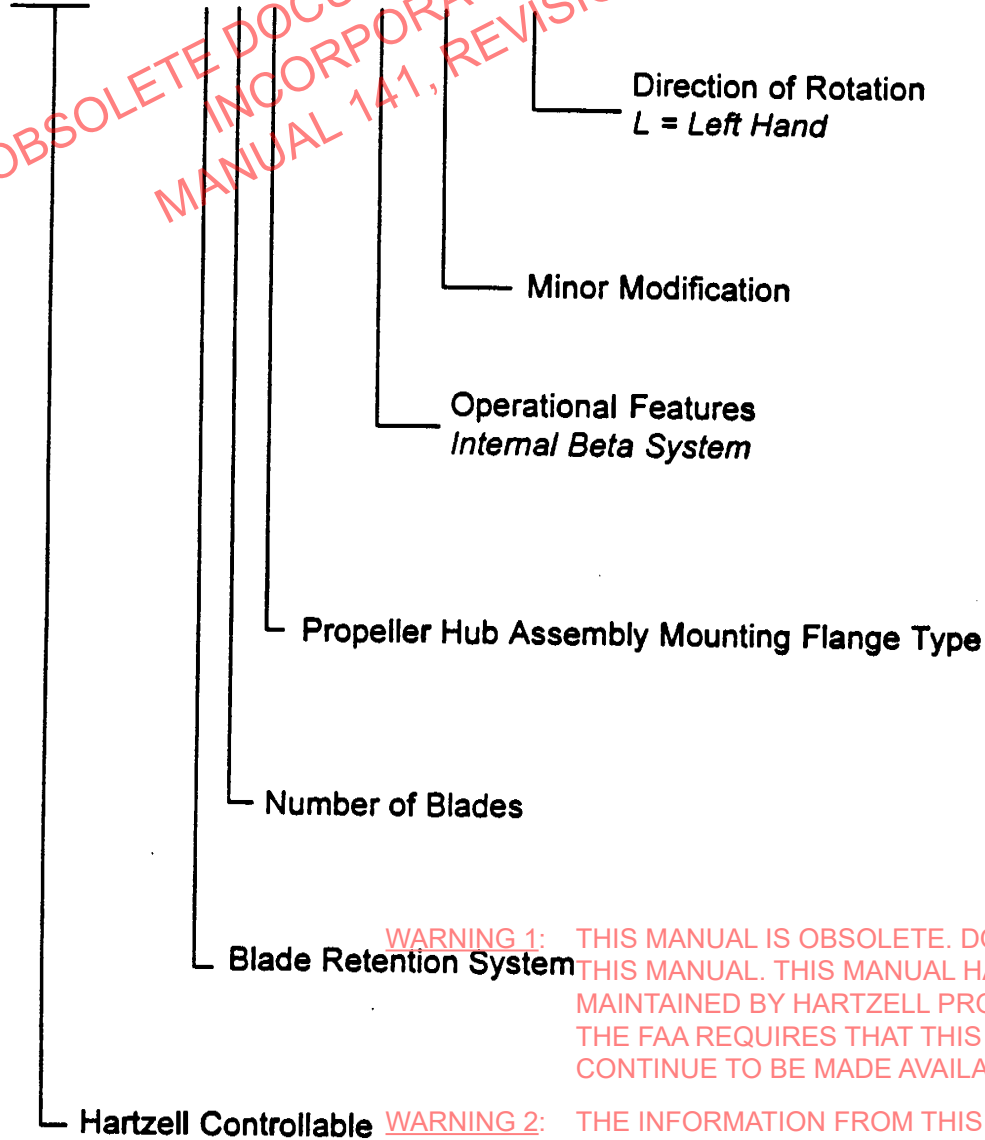 OBSOLETE
INCORPORA
MANUAL 141, REVISI
Direction of Rotation
L = Left Hand
Minor Modification
Operational Features
Internal Beta System
Propeller Hub Assembly Mounting Flange Type
Number of Blades
Blade Retention System
WARNING 1: THIS MANUAL IS OBSOLETE. DO
THIS MANUAL. THIS MANUAL HA
MAINTAINED BY HARTZELL PRO
THE FAA REQUIRES THAT THIS
CONTINUE TO BE MADE AVAILA
Hartzell Controllable
WARNING 2: THE INFORMATION FROM THIS